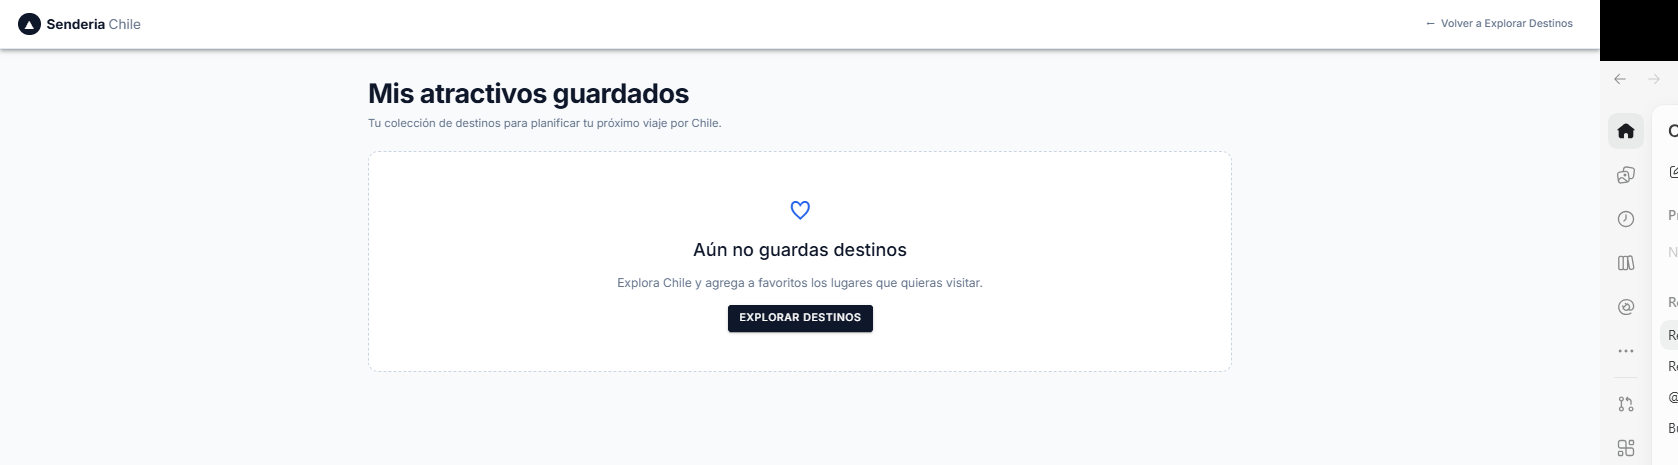 Senderia Chile
← Volver a Explorar Destinos
Mis atractivos guardados
Tu colección de destinos para planificar tu próximo viaje por Chile.
Aún no guardas destinos
Explora Chile y agrega a favoritos los lugares que quieras visitar.
EXPLORAR DESTINOS